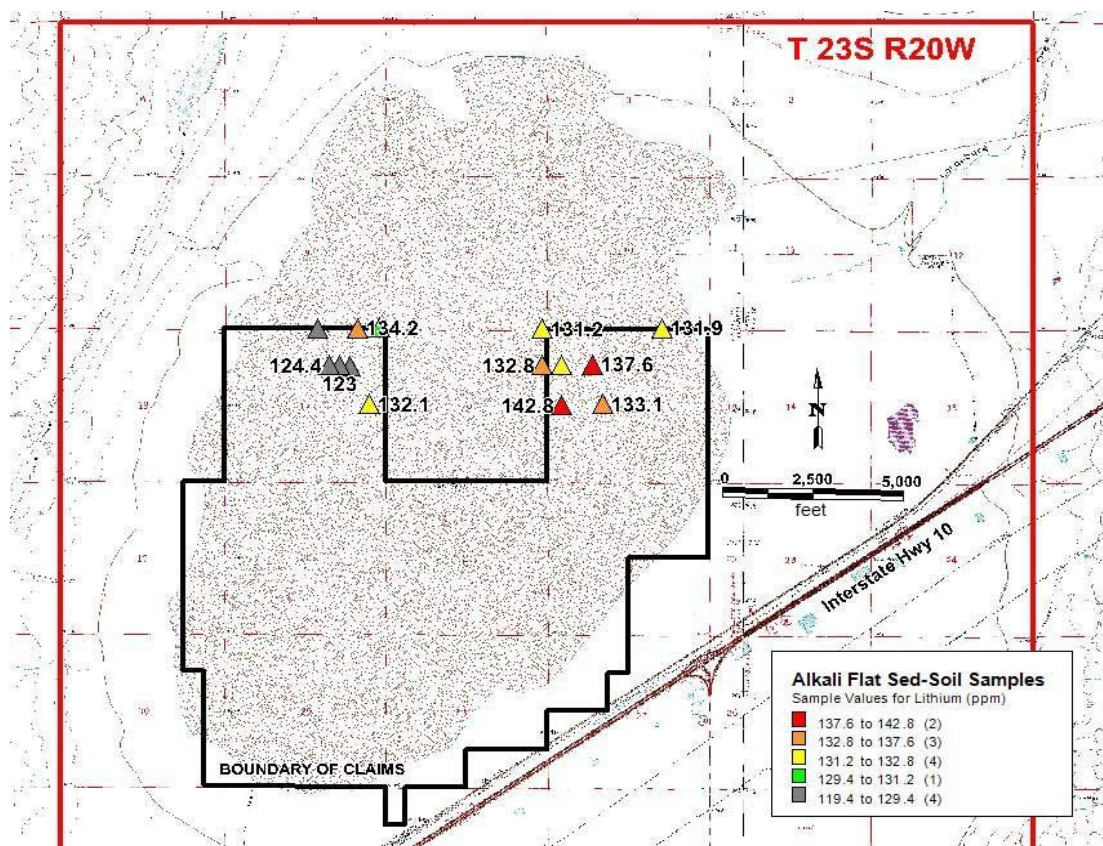 T 23S R20W
134.2
131.2
131.9
124.4
123
132.8
137.6
132.1
142.8
133.1
N
0 2,500 5,000
feet
Interstate Hwy 10
BOUNDARY OF CLAIMS
Alkali Flat Sed-Soil Samples
Sample Values for Lithium (ppm)
137.6 to 142.8 (2)
132.8 to 137.6 (3)
131.2 to 132.8 (4)
129.4 to 131.2 (1)
119.4 to 129.4 (4)